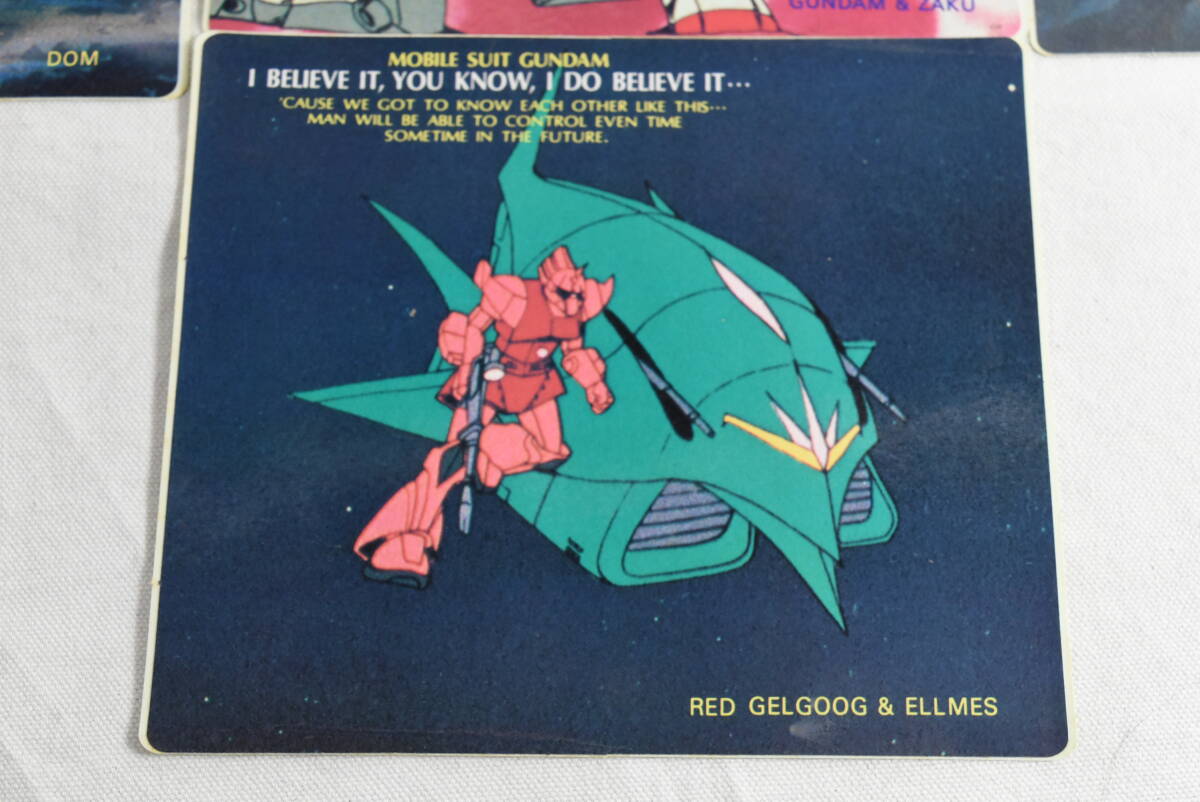 GUNDAM & ZAKU
DOM
MOBILE SUIT GUNDAM
I BELIEVE IT, YOU KNOW, I DO BELIEVE IT…
'CAUSE WE GOT TO KNOW EACH OTHER LIKE THIS…
MAN WILL BE ABLE TO CONTROL EVEN TIME
SOMETIME IN THE FUTURE.
RED GELGOOG & ELLMES